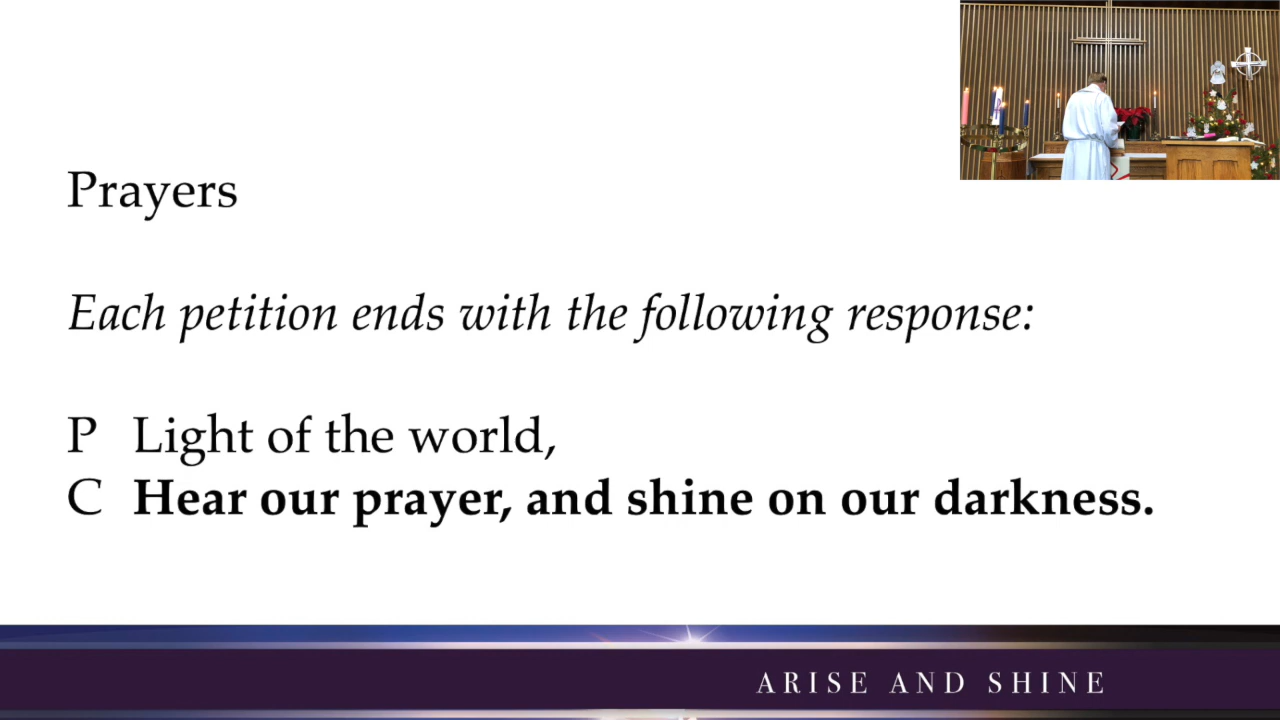 Prayers
Each petition ends with the following response:
P Light of the world,
C Hear our prayer, and shine on our darkness.
ARISE AND SHINE